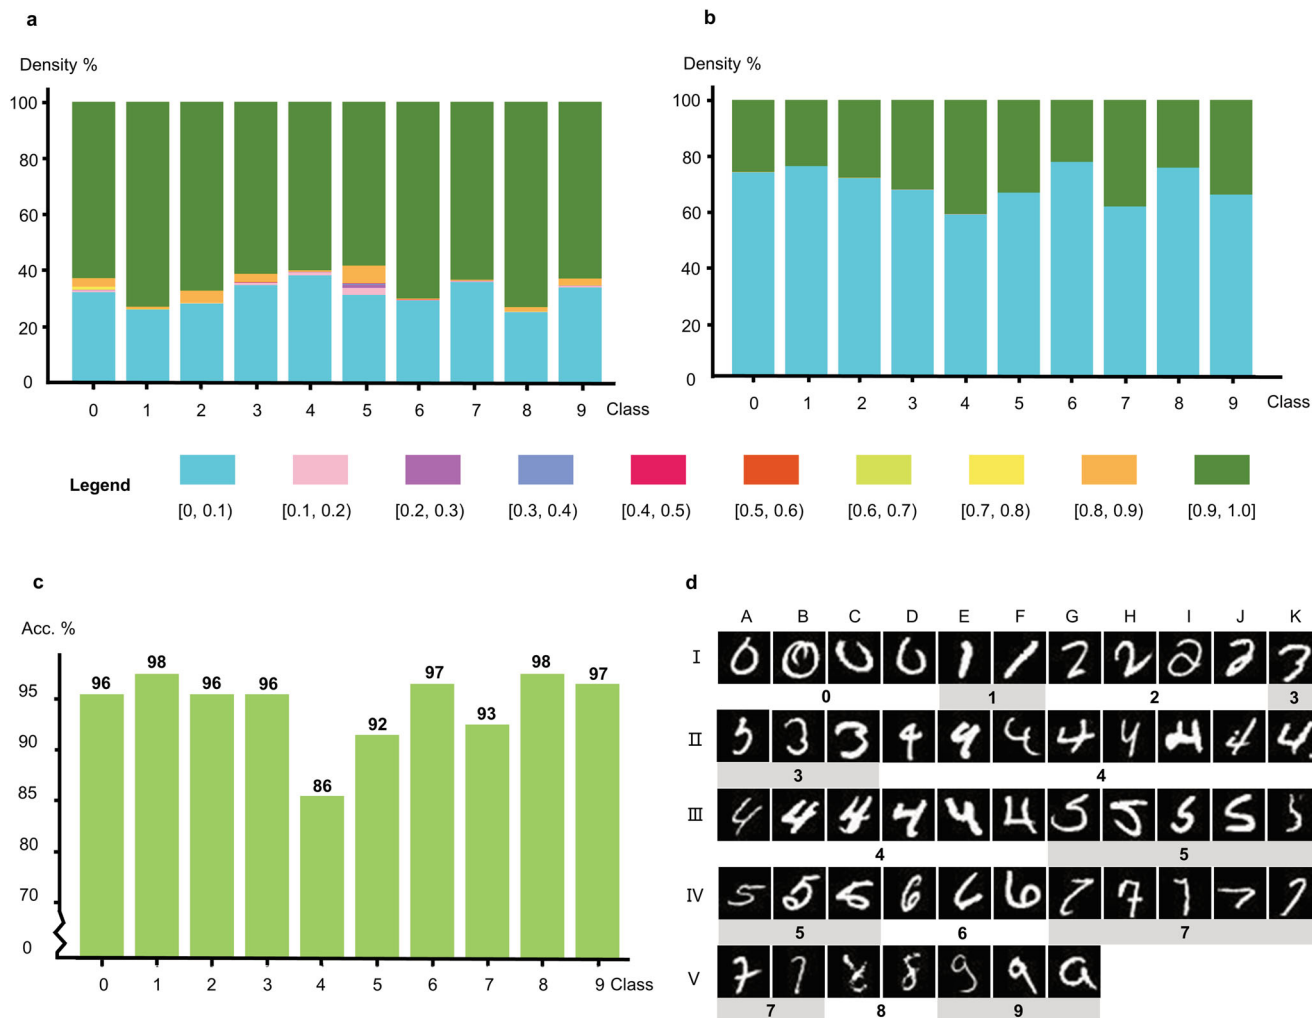 a
b
Density %
Density %
100
80
60
40
20
0
0 1 2 3 4 5 6 7 8 9 Class
100
80
60
40
20
0
0 1 2 3 4 5 6 7 8 9 Class
Legend
[0, 0.1) [0.1, 0.2) [0.2, 0.3) [0.3, 0.4) [0.4, 0.5) [0.5, 0.6) [0.6, 0.7) [0.7, 0.8) [0.8, 0.9) [0.9, 1.0]
c
Acc. %
95
90
85
80
70
0
96 98 96 96 86 92 97 93 98 97
0 1 2 3 4 5 6 7 8 9 Class
d
A B C D E F G H I J K
I
0 1 2 3
II
3 4
III
4 5
IV
5 6 7
V
7 8 9